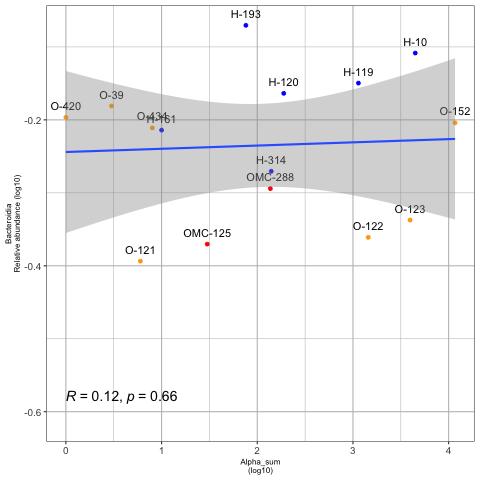 H-193
H-10
H-119
H-120
O-39
O-420
O-434
H-161
O-152
H-314
OMC-288
O-123
O-122
OMC-125
O-121
R = 0.12, p = 0.66
-0.2
-0.4
-0.6
0 1 2 3 4
Bacteroidia
Relative abundance (log10)
Alpha_sum
(log10)